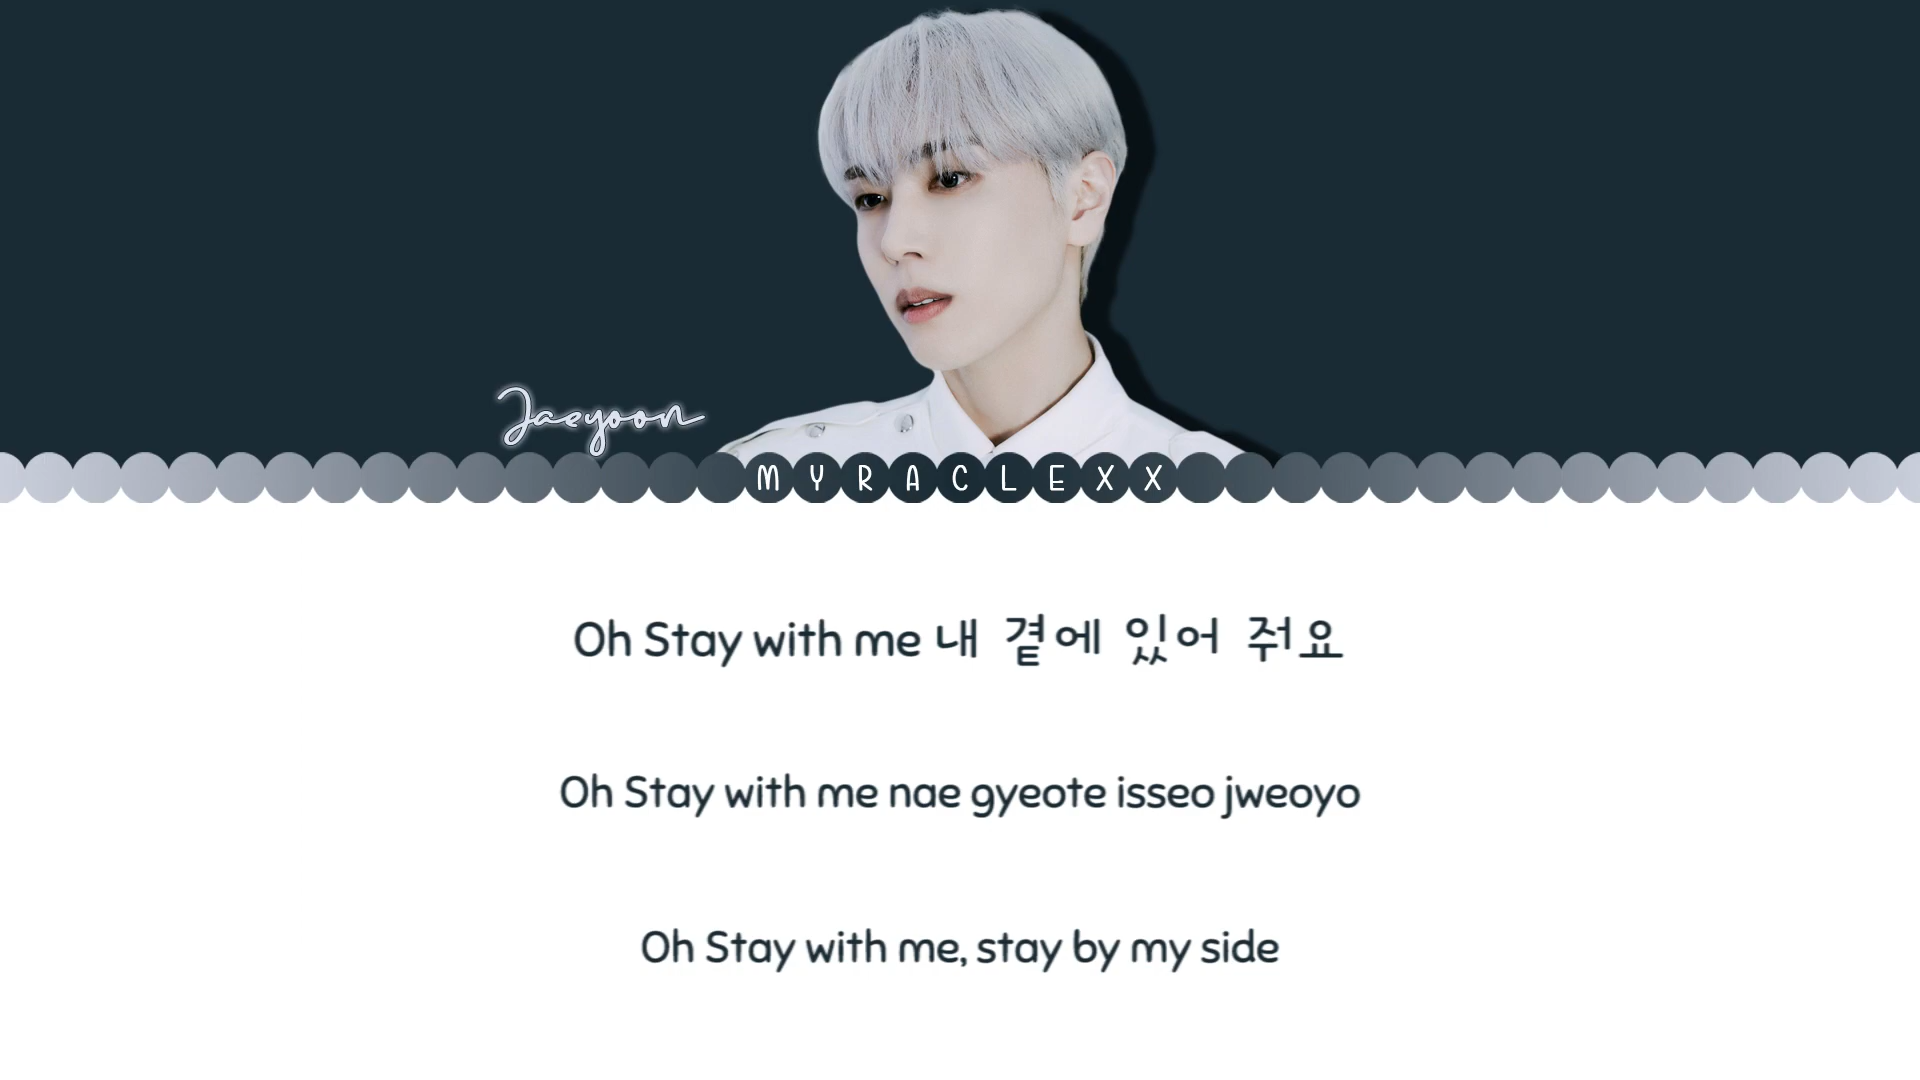 Jaeyoon
MYRACLEXX
Oh Stay with me 내 곁에 있어 줘요
Oh Stay with me nae gyeote isseo jweoyo
Oh Stay with me, stay by my side